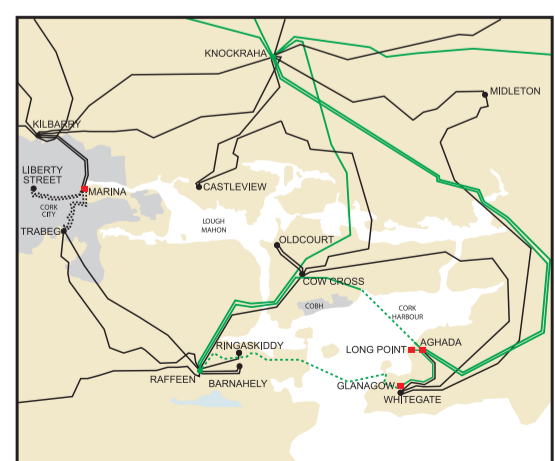 KNOCKRAHA
MIDLETON
KILBARRY
LIBERTY
STREET
MARINA
CORK
CITY
TRABEG
CASTLEVIEW
LOUGH
MAHON
OLDCOURT
COW CROSS
COBH
CORK
HARBOUR
RINGASKIDDY
RAFFEEN
BARNAHELY
LONG POINT
AGHADA
GLANAGOW
WHITEGATE